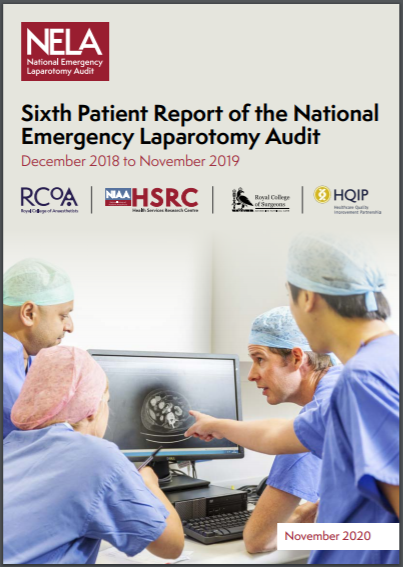 NELA
National Emergency
Laparotomy Audit
Sixth Patient Report of the National
Emergency Laparotomy Audit
December 2018 to November 2019
RCOA
Royal College of Anaesthetists
NIAA HSRC
Health Services Research Centre
Royal College
of Surgeons
HQIP
Healthcare Quality
Improvement Partnership
November 2020